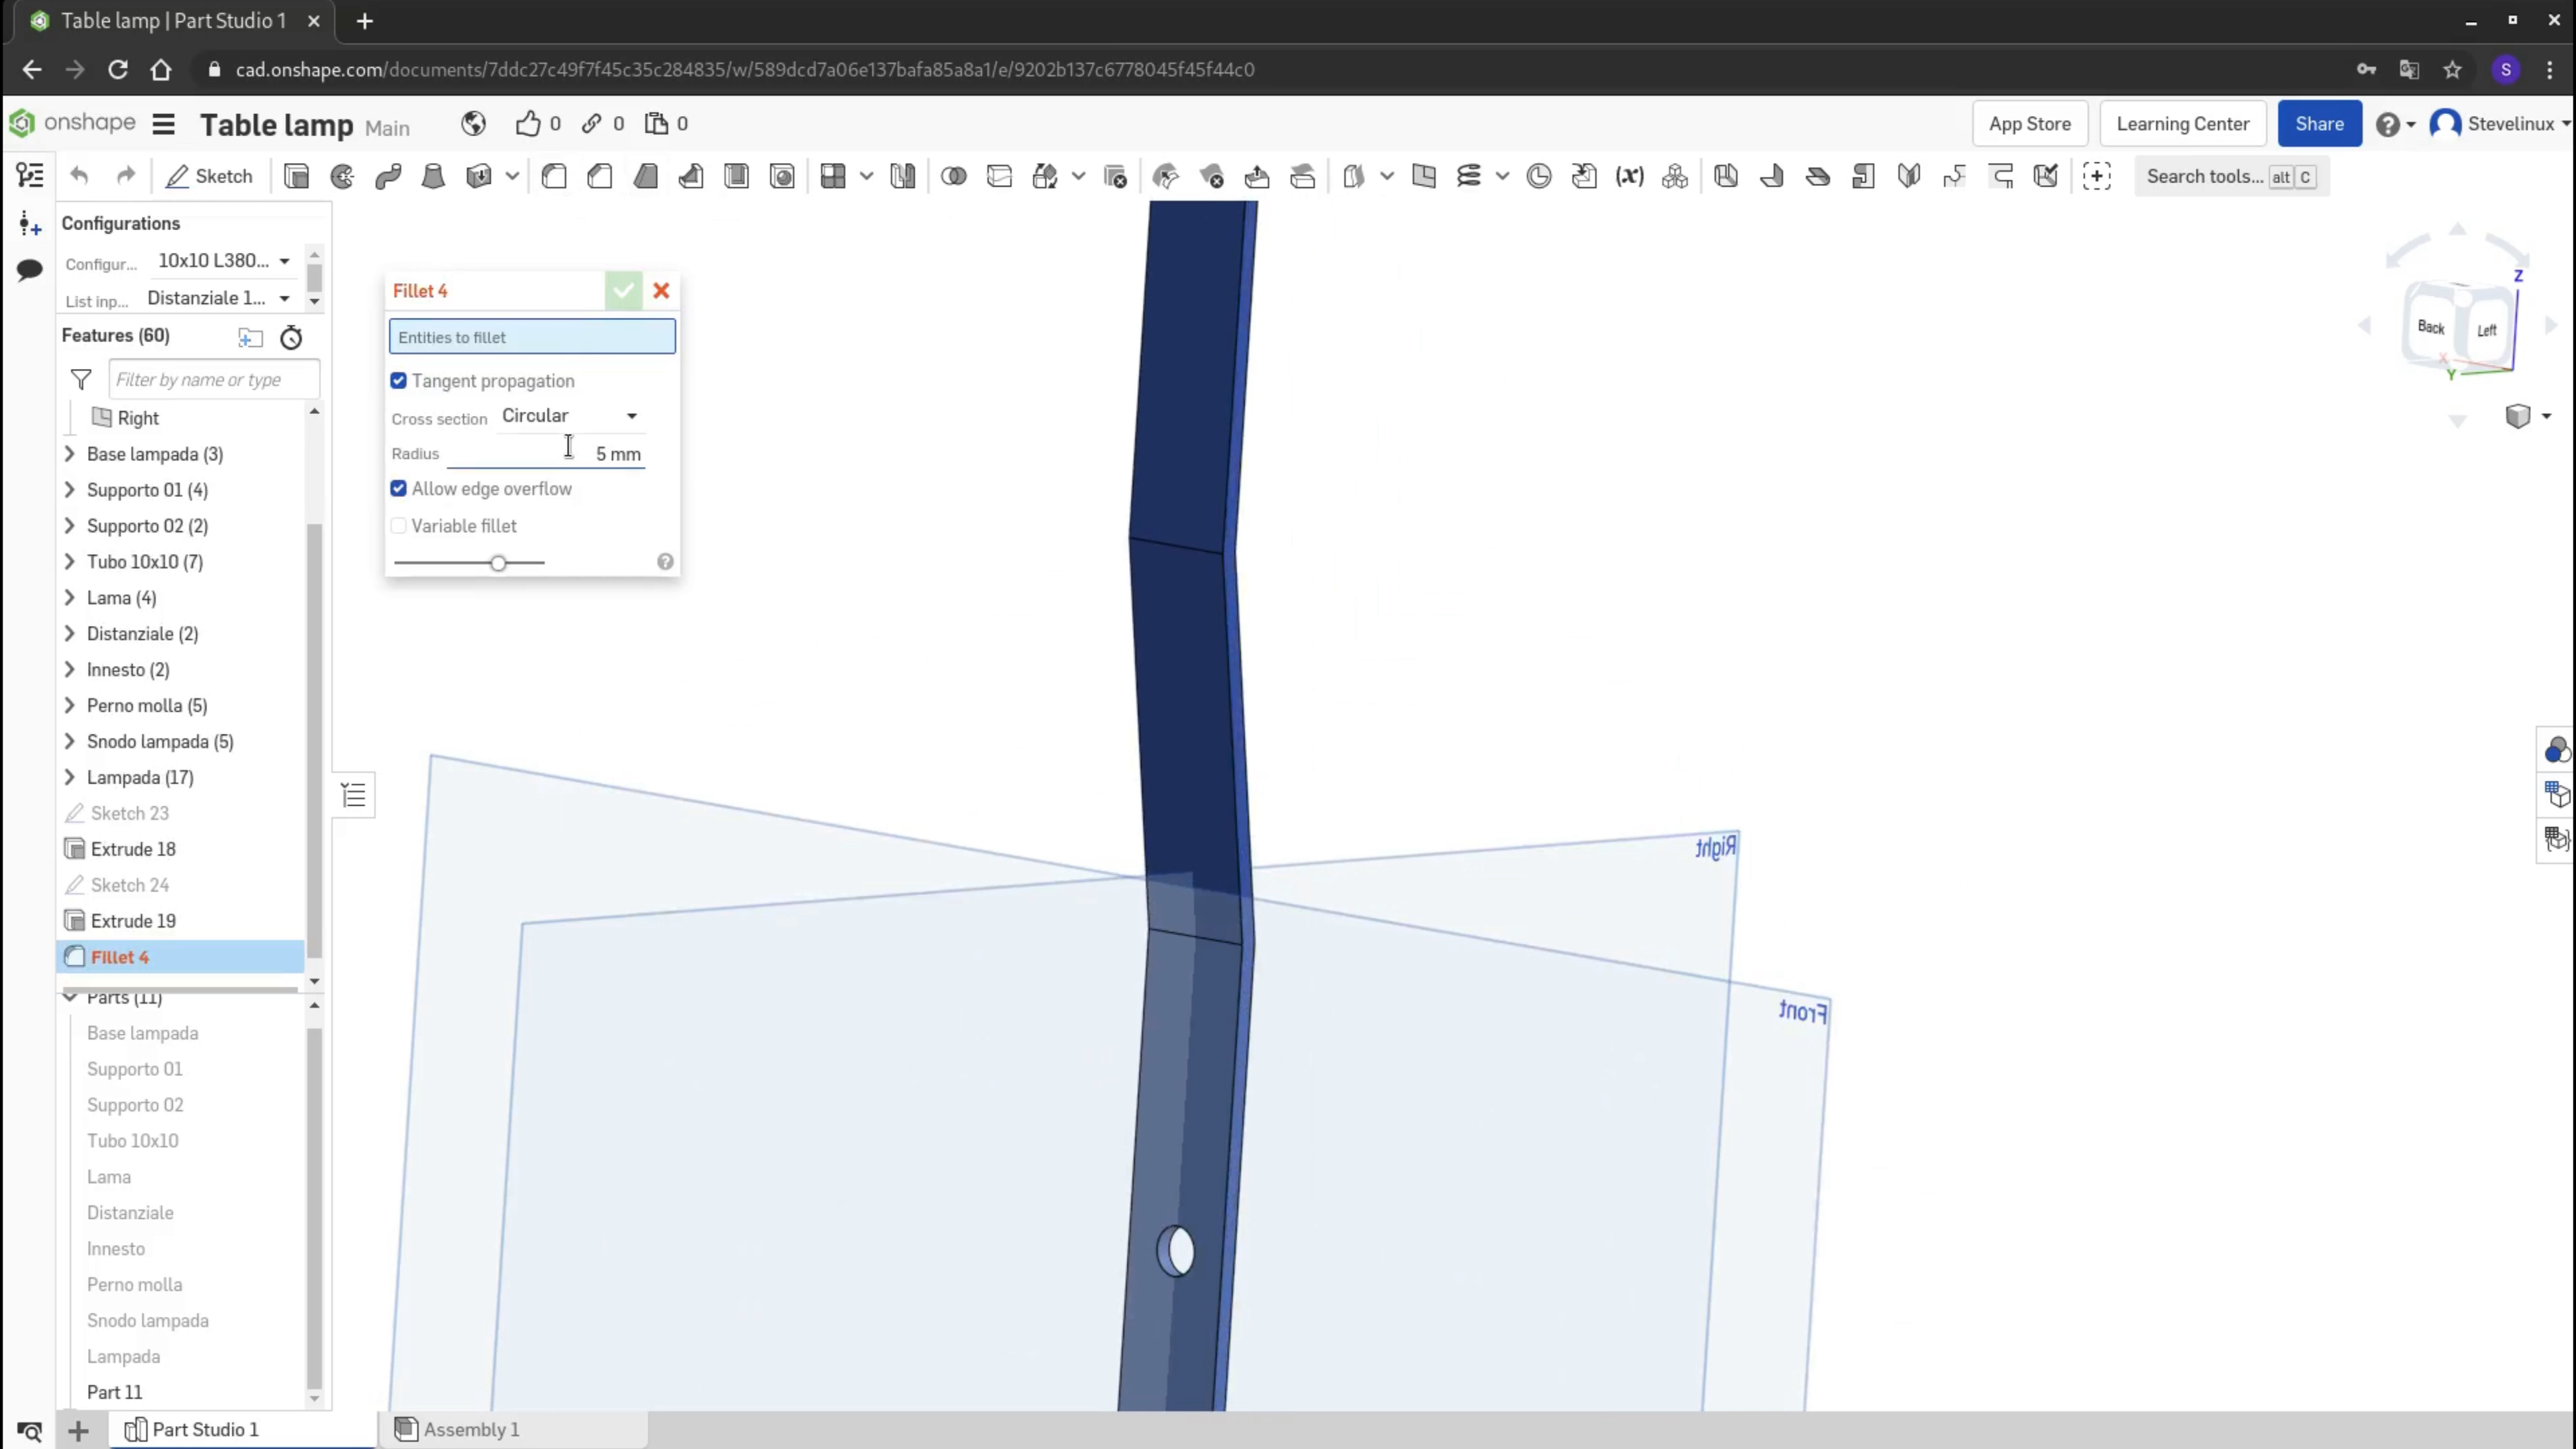 Table lamp | Part Studio 1
cad.onshape.com/documents/7ddc27c49f7f45c35c284835/w/589dcd7a06e137bafa85a8a1/e/9202b137c6778045f45f44c0
S
onshape
Table lamp Main
0 0 0
App Store
Learning Center
Share
Stevelinux
Sketch
Search tools... alt C
Configurations
Configur... 10x10 L380...
List inp... Distanziale 1...
Features (60)
Filter by name or type
Right
Base lampada (3)
Supporto 01 (4)
Supporto 02 (2)
Tubo 10x10 (7)
Lama (4)
Distanziale (2)
Innesto (2)
Perno molla (5)
Snodo lampada (5)
Lampada (17)
Sketch 23
Extrude 18
Sketch 24
Extrude 19
Fillet 4
Parts (11)
Base lampada
Supporto 01
Supporto 02
Tubo 10x10
Lama
Distanziale
Innesto
Perno molla
Snodo lampada
Lampada
Part 11
Fillet 4
Entities to fillet
Tangent propagation
Cross section Circular
Radius 5 mm
Allow edge overflow
Variable fillet
Right
Front
Z
Back
Left
X
Y
Part Studio 1
Assembly 1